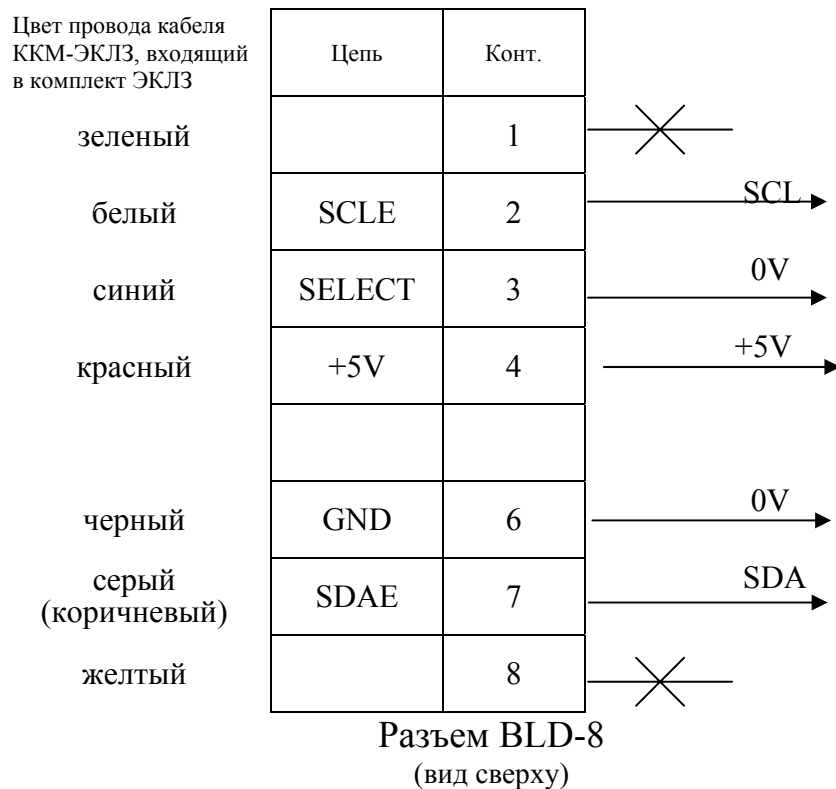 Цвет провода кабеля
ККМ-ЭКЛЗ, входящий
в комплект ЭКЛЗ
Цепь Конт.
зеленый 1
белый SCLE 2 SCL
синий SELECT 3 0V
красный +5V 4 +5V
черный GND 6 0V
серый
(коричневый) SDAE 7 SDA
желтый 8
Разъем BLD-8
(вид сверху)